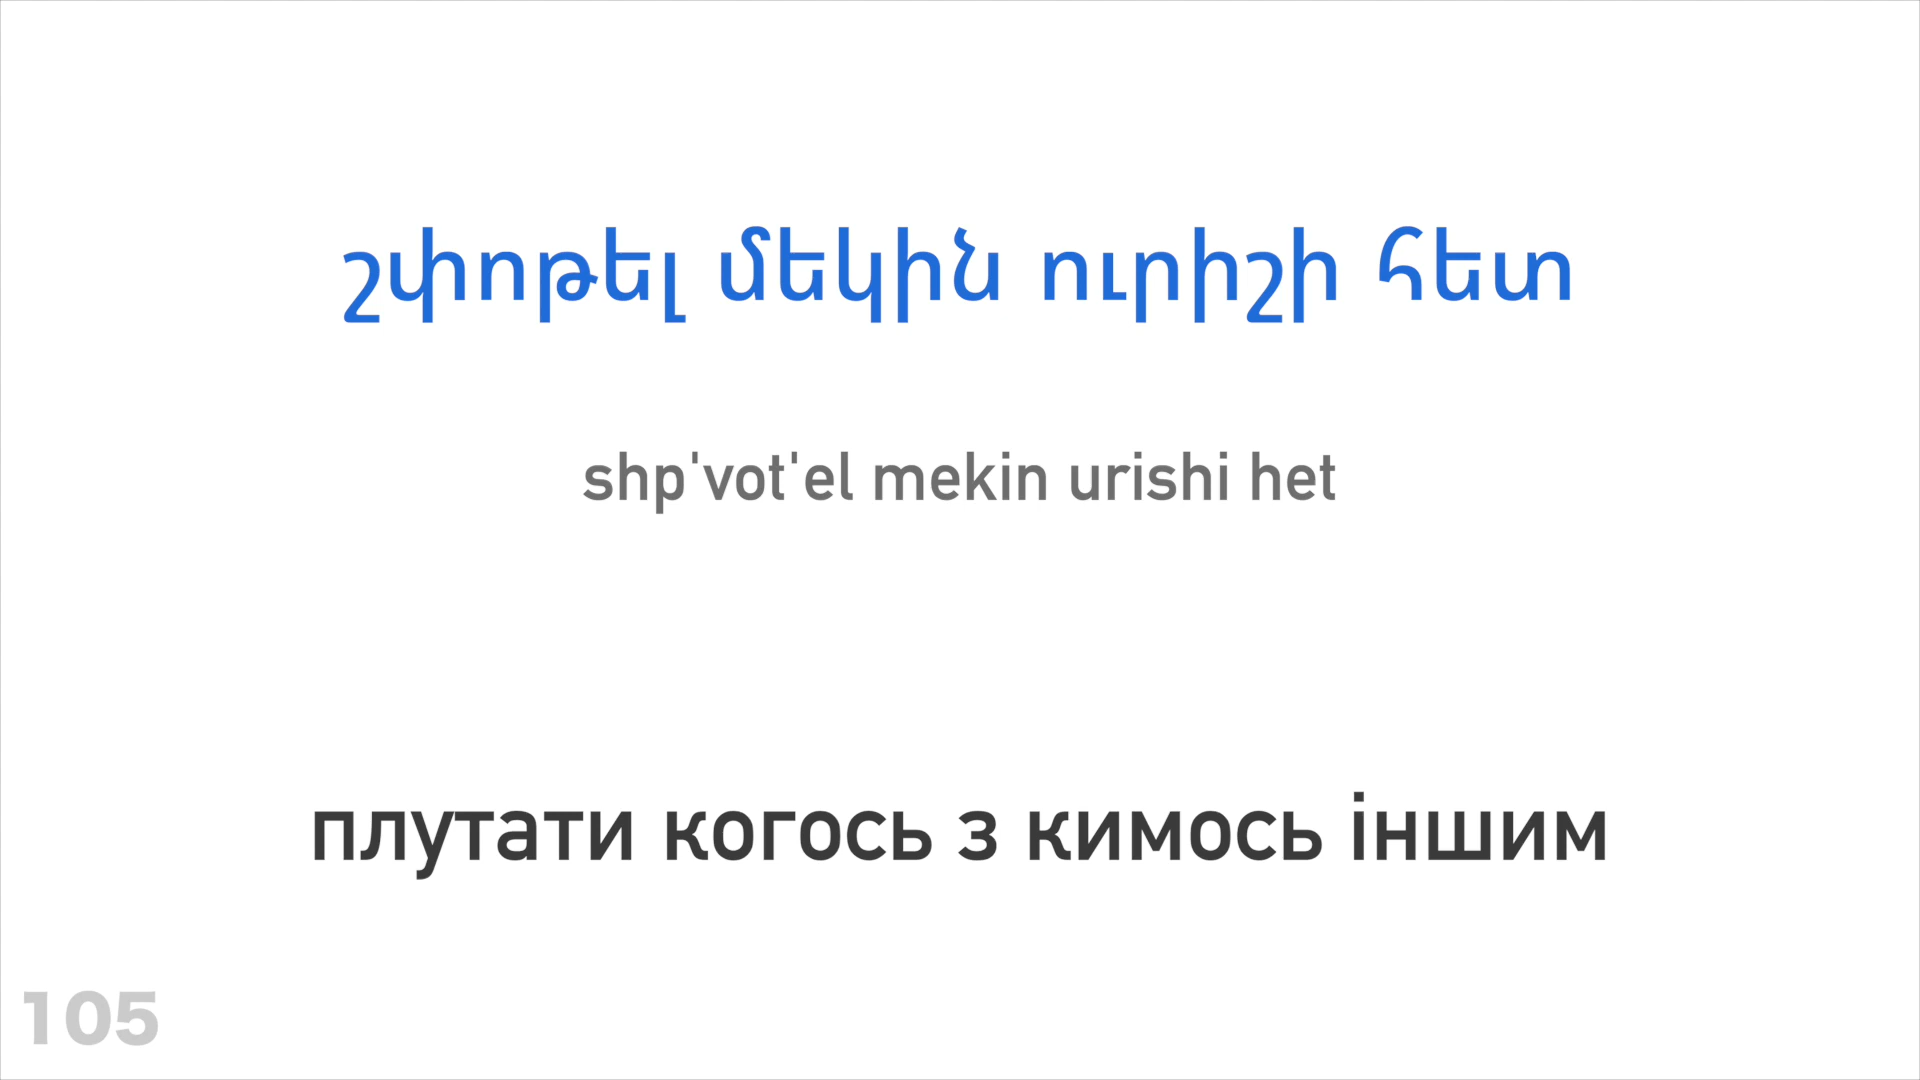 շփոթել մեկին ուրիշի հետ
shp'vot'el mekin urishi het
плутати когось з кимось іншим
105